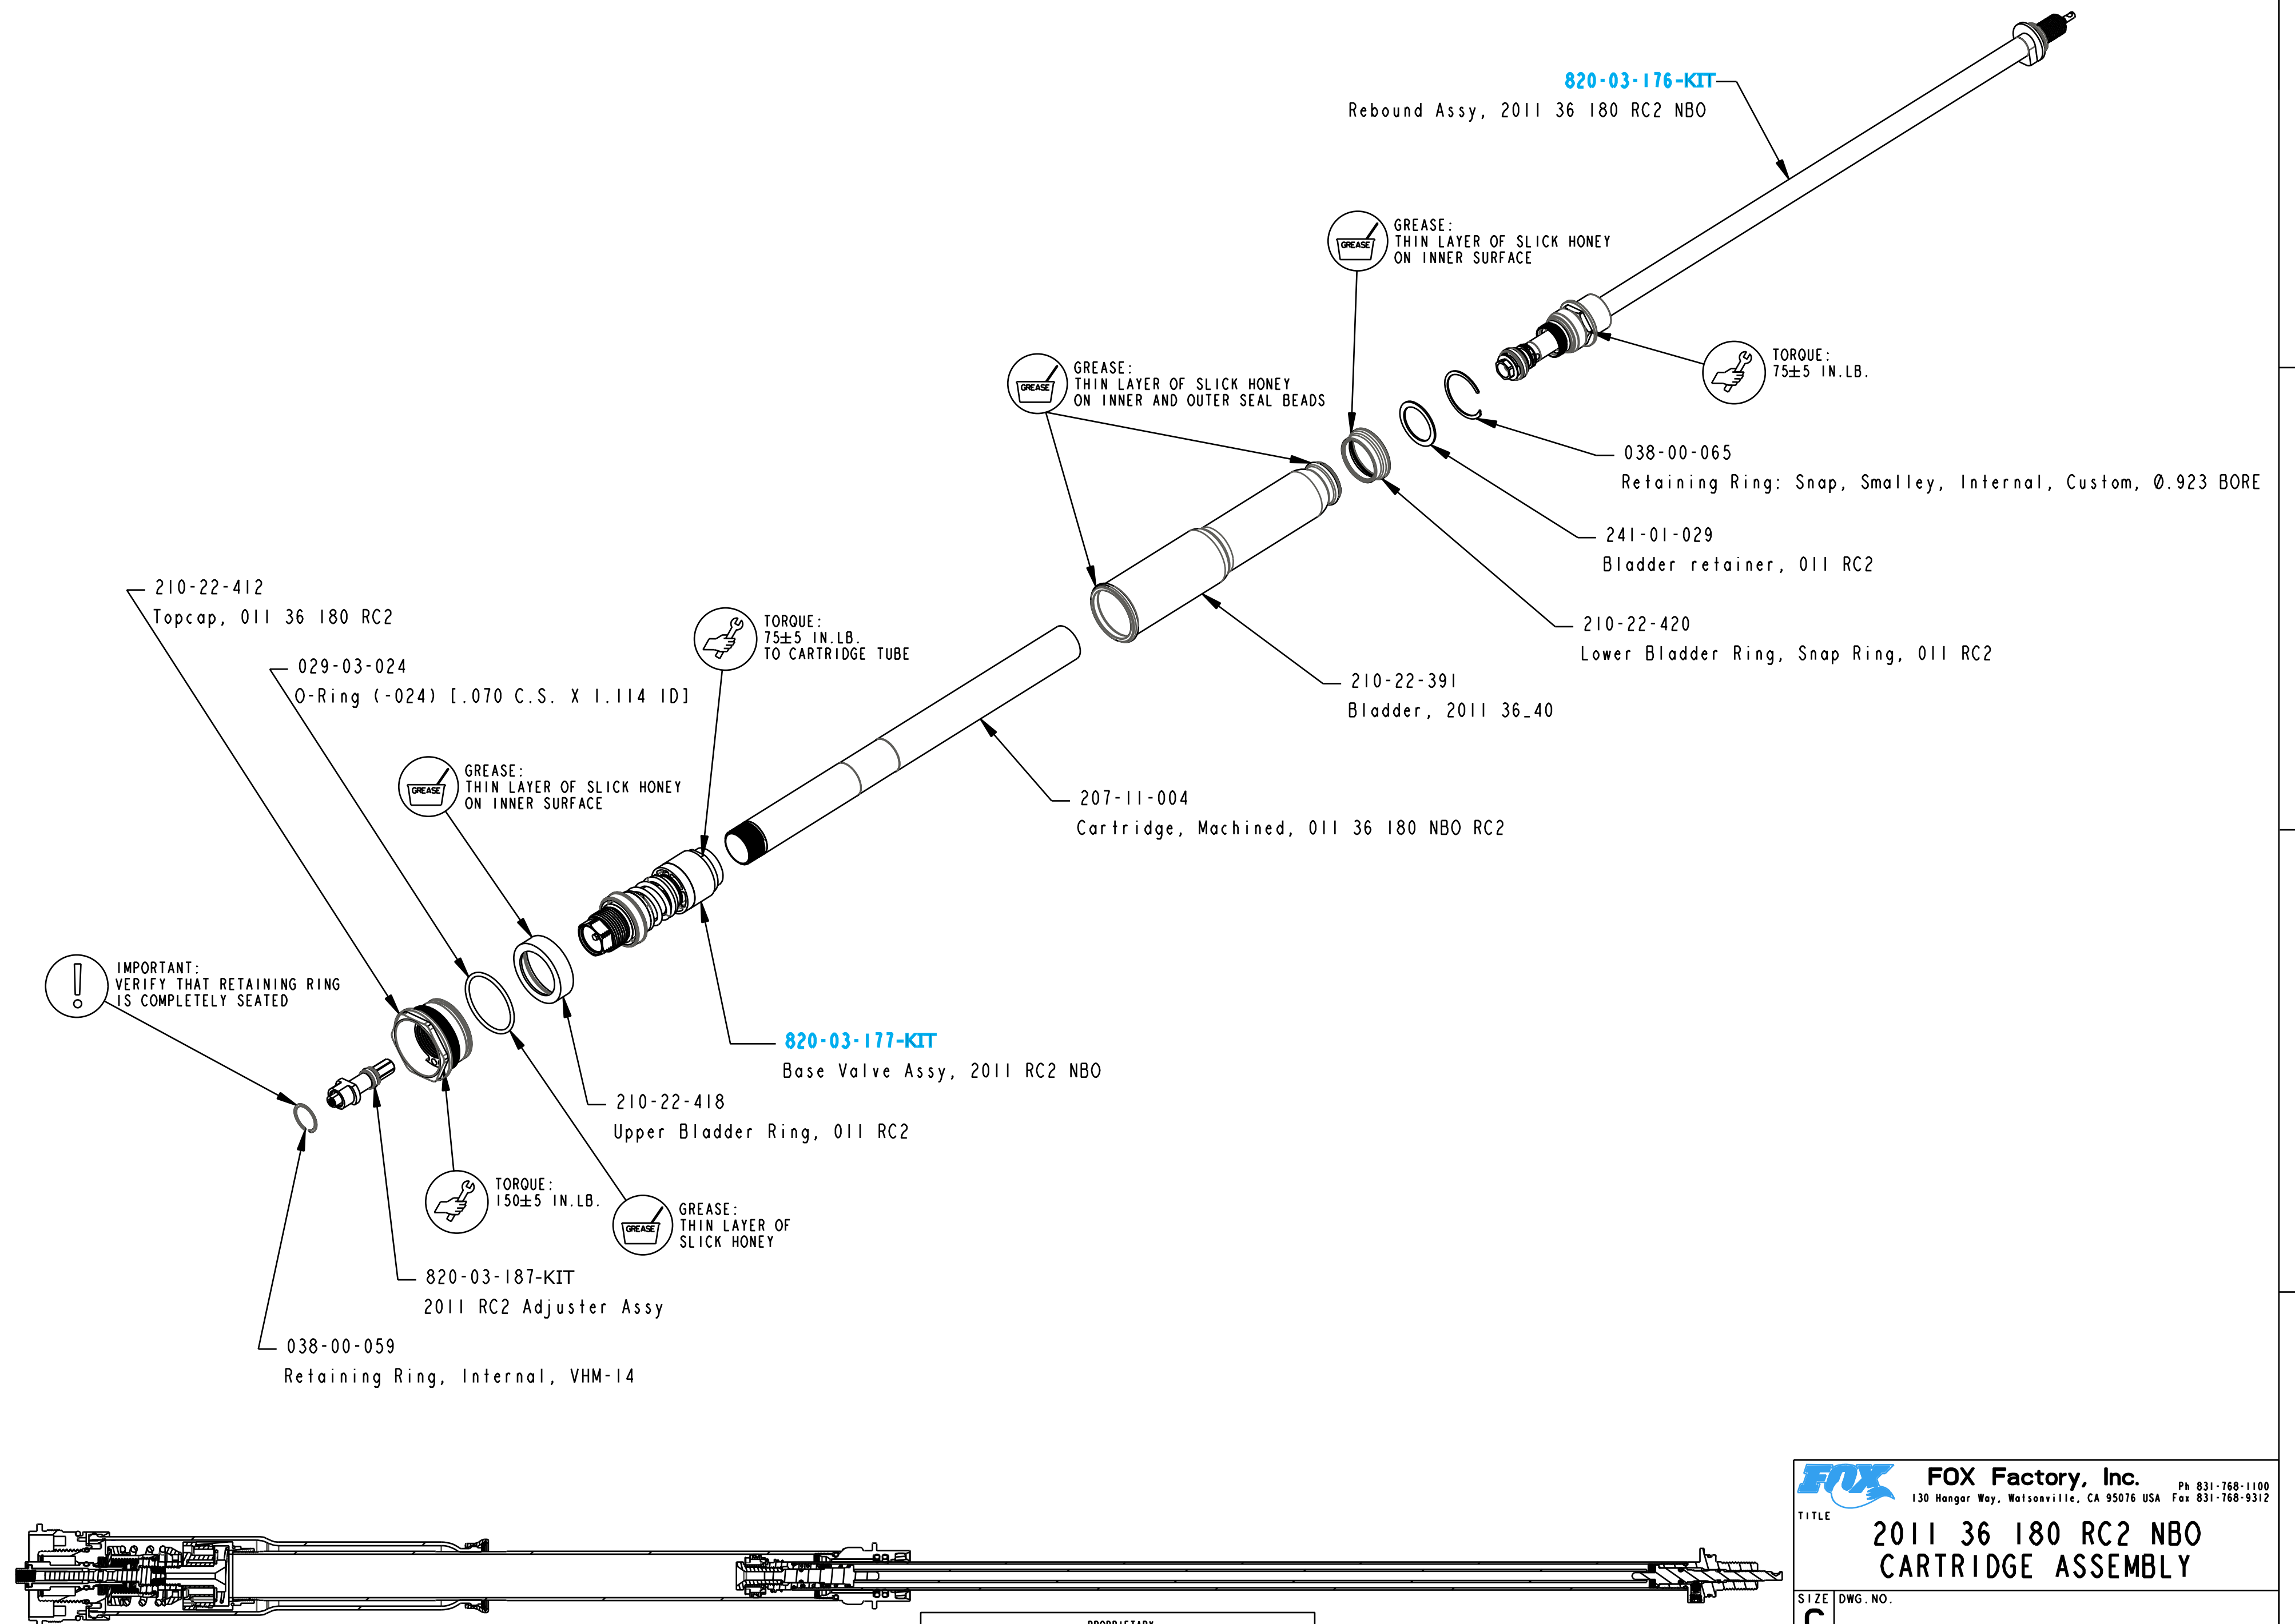 820-03-176-KIT
Rebound Assy, 2011 36 180 RC2 NBO
GREASE
GREASE:
THIN LAYER OF SLICK HONEY
ON INNER SURFACE
TORQUE:
75±5 IN.LB.
GREASE
GREASE:
THIN LAYER OF SLICK HONEY
ON INNER AND OUTER SEAL BEADS
038-00-065
Retaining Ring: Snap, Smalley, Internal, Custom, Ø.923 BORE
241-01-029
Bladder retainer, 011 RC2
210-22-420
Lower Bladder Ring, Snap Ring, 011 RC2
210-22-391
Bladder, 2011 36_40
210-22-412
Topcap, 011 36 180 RC2
029-03-024
O-Ring (-024) [.070 C.S. X 1.114 ID]
TORQUE:
75±5 IN.LB.
TO CARTRIDGE TUBE
207-11-004
Cartridge, Machined, 011 36 180 NBO RC2
GREASE
GREASE:
THIN LAYER OF SLICK HONEY
ON INNER SURFACE
!
IMPORTANT:
VERIFY THAT RETAINING RING
IS COMPLETELY SEATED
820-03-177-KIT
Base Valve Assy, 2011 RC2 NBO
210-22-418
Upper Bladder Ring, 011 RC2
TORQUE:
150±5 IN.LB.
GREASE
GREASE:
THIN LAYER OF
SLICK HONEY
820-03-187-KIT
2011 RC2 Adjuster Assy
038-00-059
Retaining Ring, Internal, VHM-14
FOX
FOX Factory, Inc.
130 Hangar Way, Watsonville, CA 95076 USA
Ph 831-768-1100
Fax 831-768-9312
TITLE
2011 36 180 RC2 NBO
CARTRIDGE ASSEMBLY
SIZE
DWG.NO.
C
PROPRIETARY